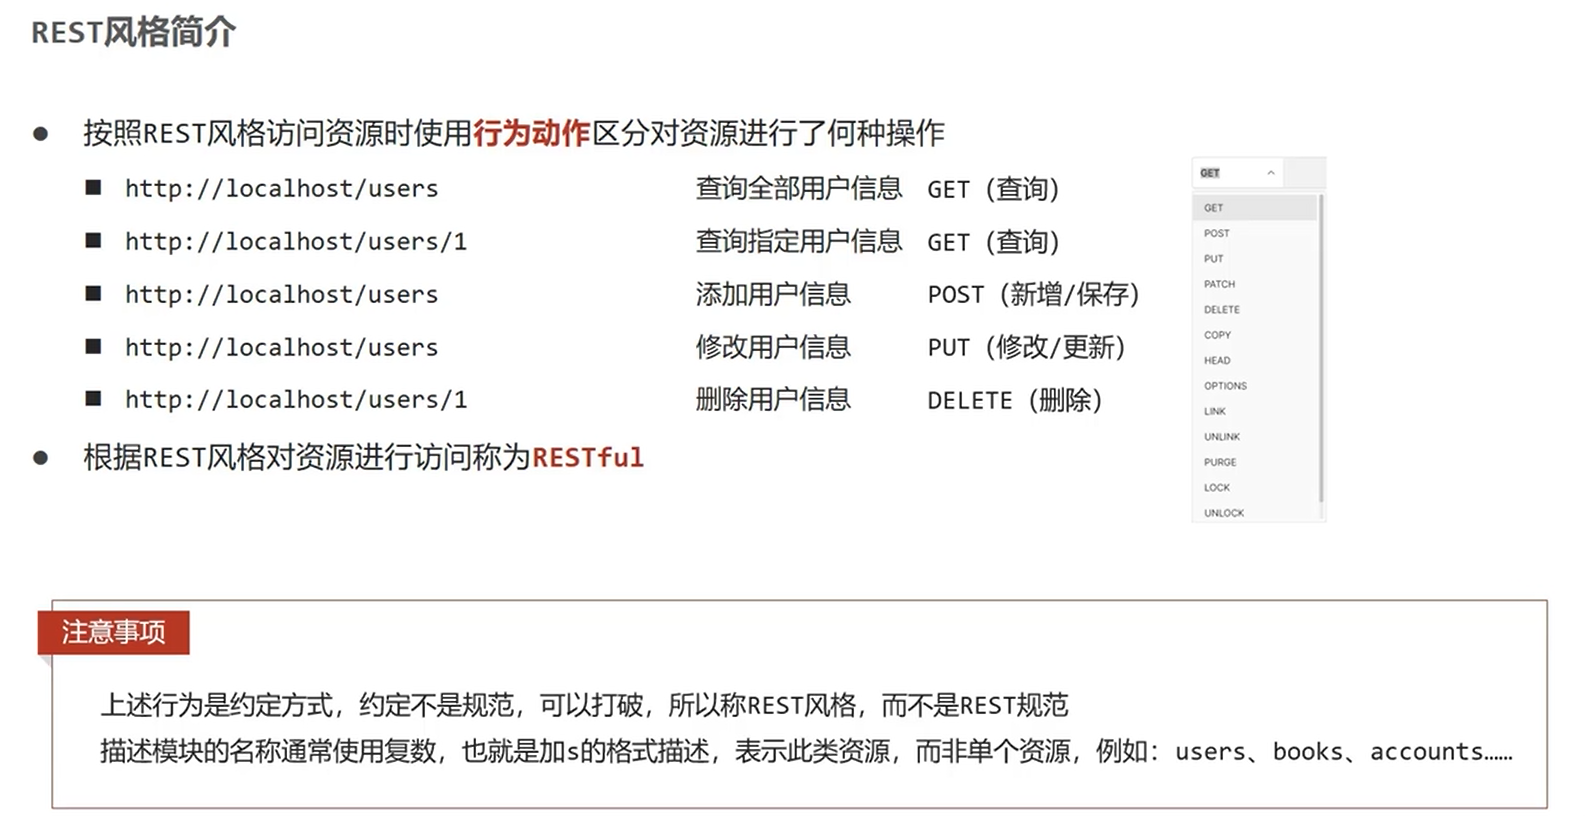 REST风格简介
按照REST风格访问资源时使用行为动作区分对资源进行了何种操作
http://localhost/users 查询全部用户信息 GET（查询）
http://localhost/users/1 查询指定用户信息 GET（查询）
http://localhost/users 添加用户信息 POST（新增/保存）
http://localhost/users 修改用户信息 PUT（修改/更新）
http://localhost/users/1 删除用户信息 DELETE（删除）
根据REST风格对资源进行访问称为RESTful
GET
GET
POST
PUT
PATCH
DELETE
COPY
HEAD
OPTIONS
LINK
UNLINK
PURGE
LOCK
UNLOCK
注意事项
上述行为是约定方式，约定不是规范，可以打破，所以称REST风格，而不是REST规范
描述模块的名称通常使用复数，也就是加s的格式描述，表示此类资源，而非单个资源，例如：users、books、accounts……